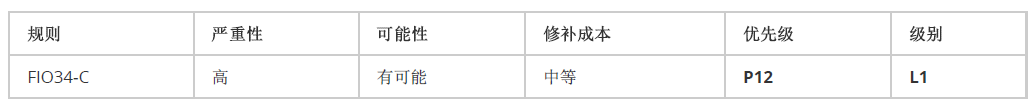 规则 严重性 可能性 修补成本 优先级 级别
FIO34-C 高 有可能 中等 P12 L1